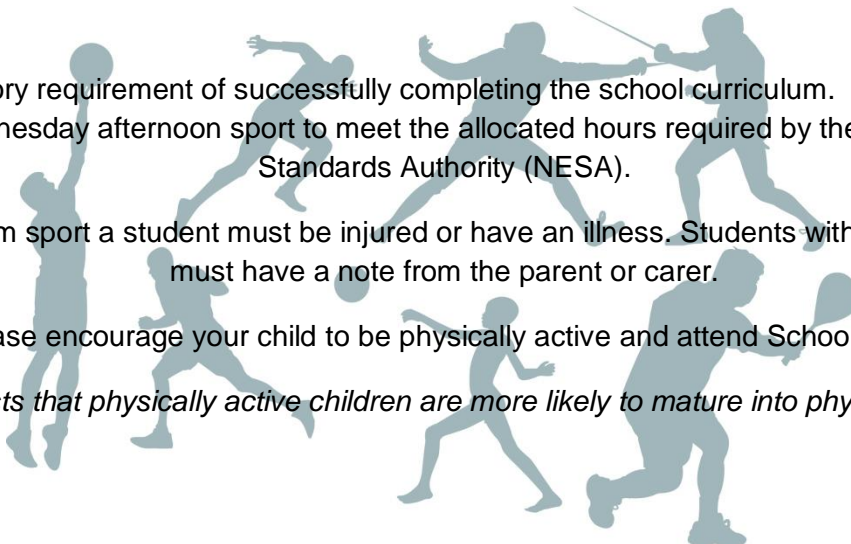 ory requirement of successfully completing the school curriculum.
nesday afternoon sport to meet the allocated hours required by the
Standards Authority (NESA).
m sport a student must be injured or have an illness. Students with
must have a note from the parent or carer.
ase encourage your child to be physically active and attend Schoo
sts that physically active children are more likely to mature into phy